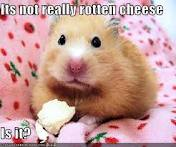 Its not really rotten cheese
Is it?